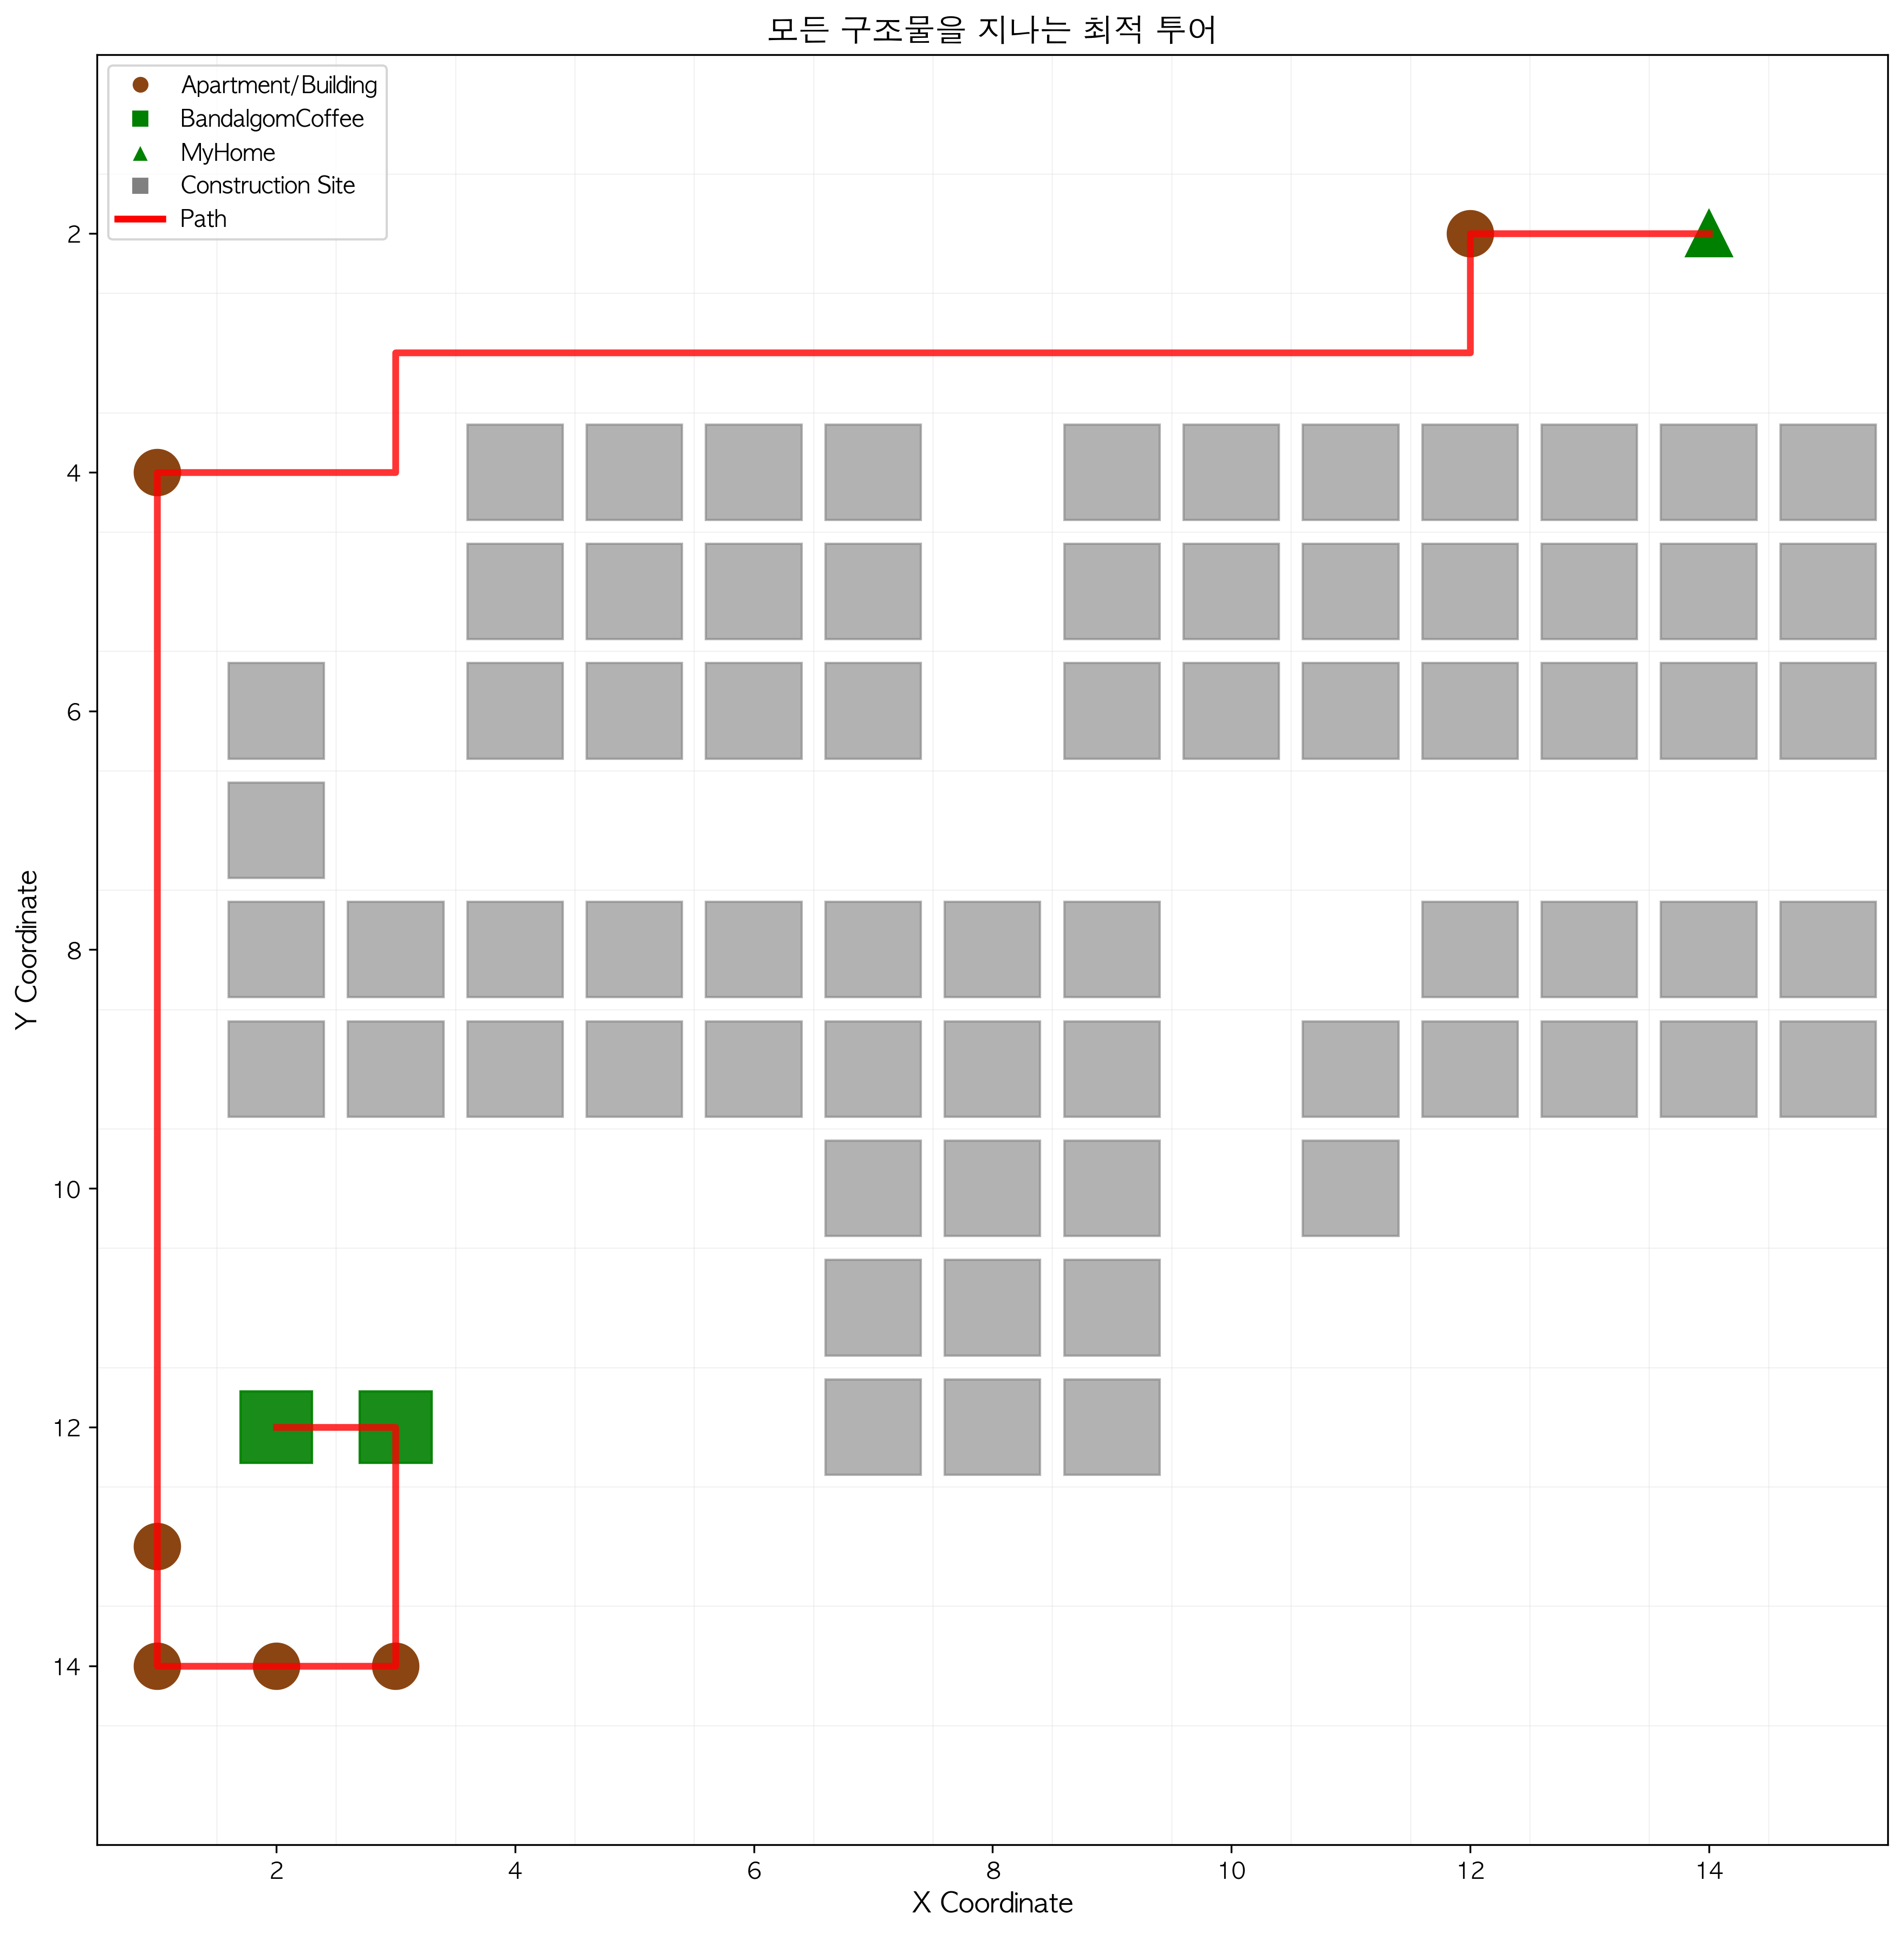 모든 구조물을 지나는 최적 투어
Apartment/Building
BandalgomCoffee
MyHome
Construction Site
Path
2
4
6
8
10
12
14
Y Coordinate
2
4
6
8
10
12
14
X Coordinate